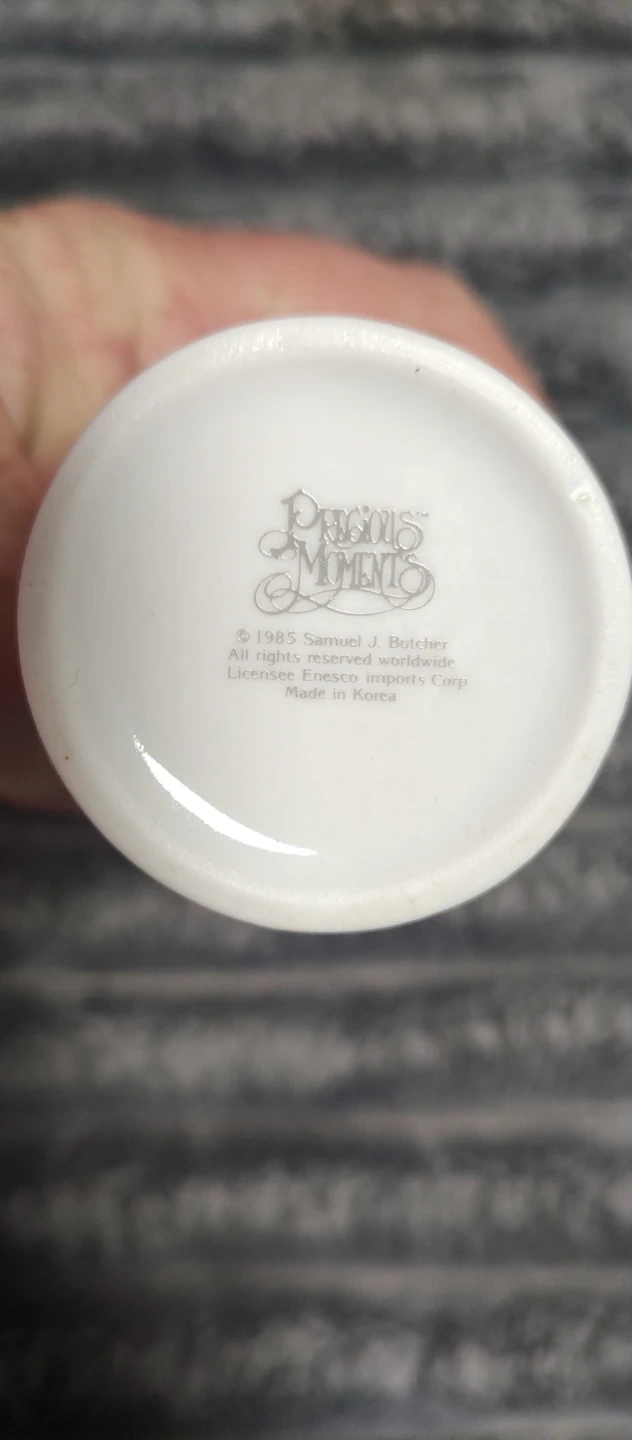 PRECIOUS™
MOMENTS
© 1985 Samuel J. Butcher
All rights reserved worldwide
Licensee Enesco imports Corp
Made in Korea